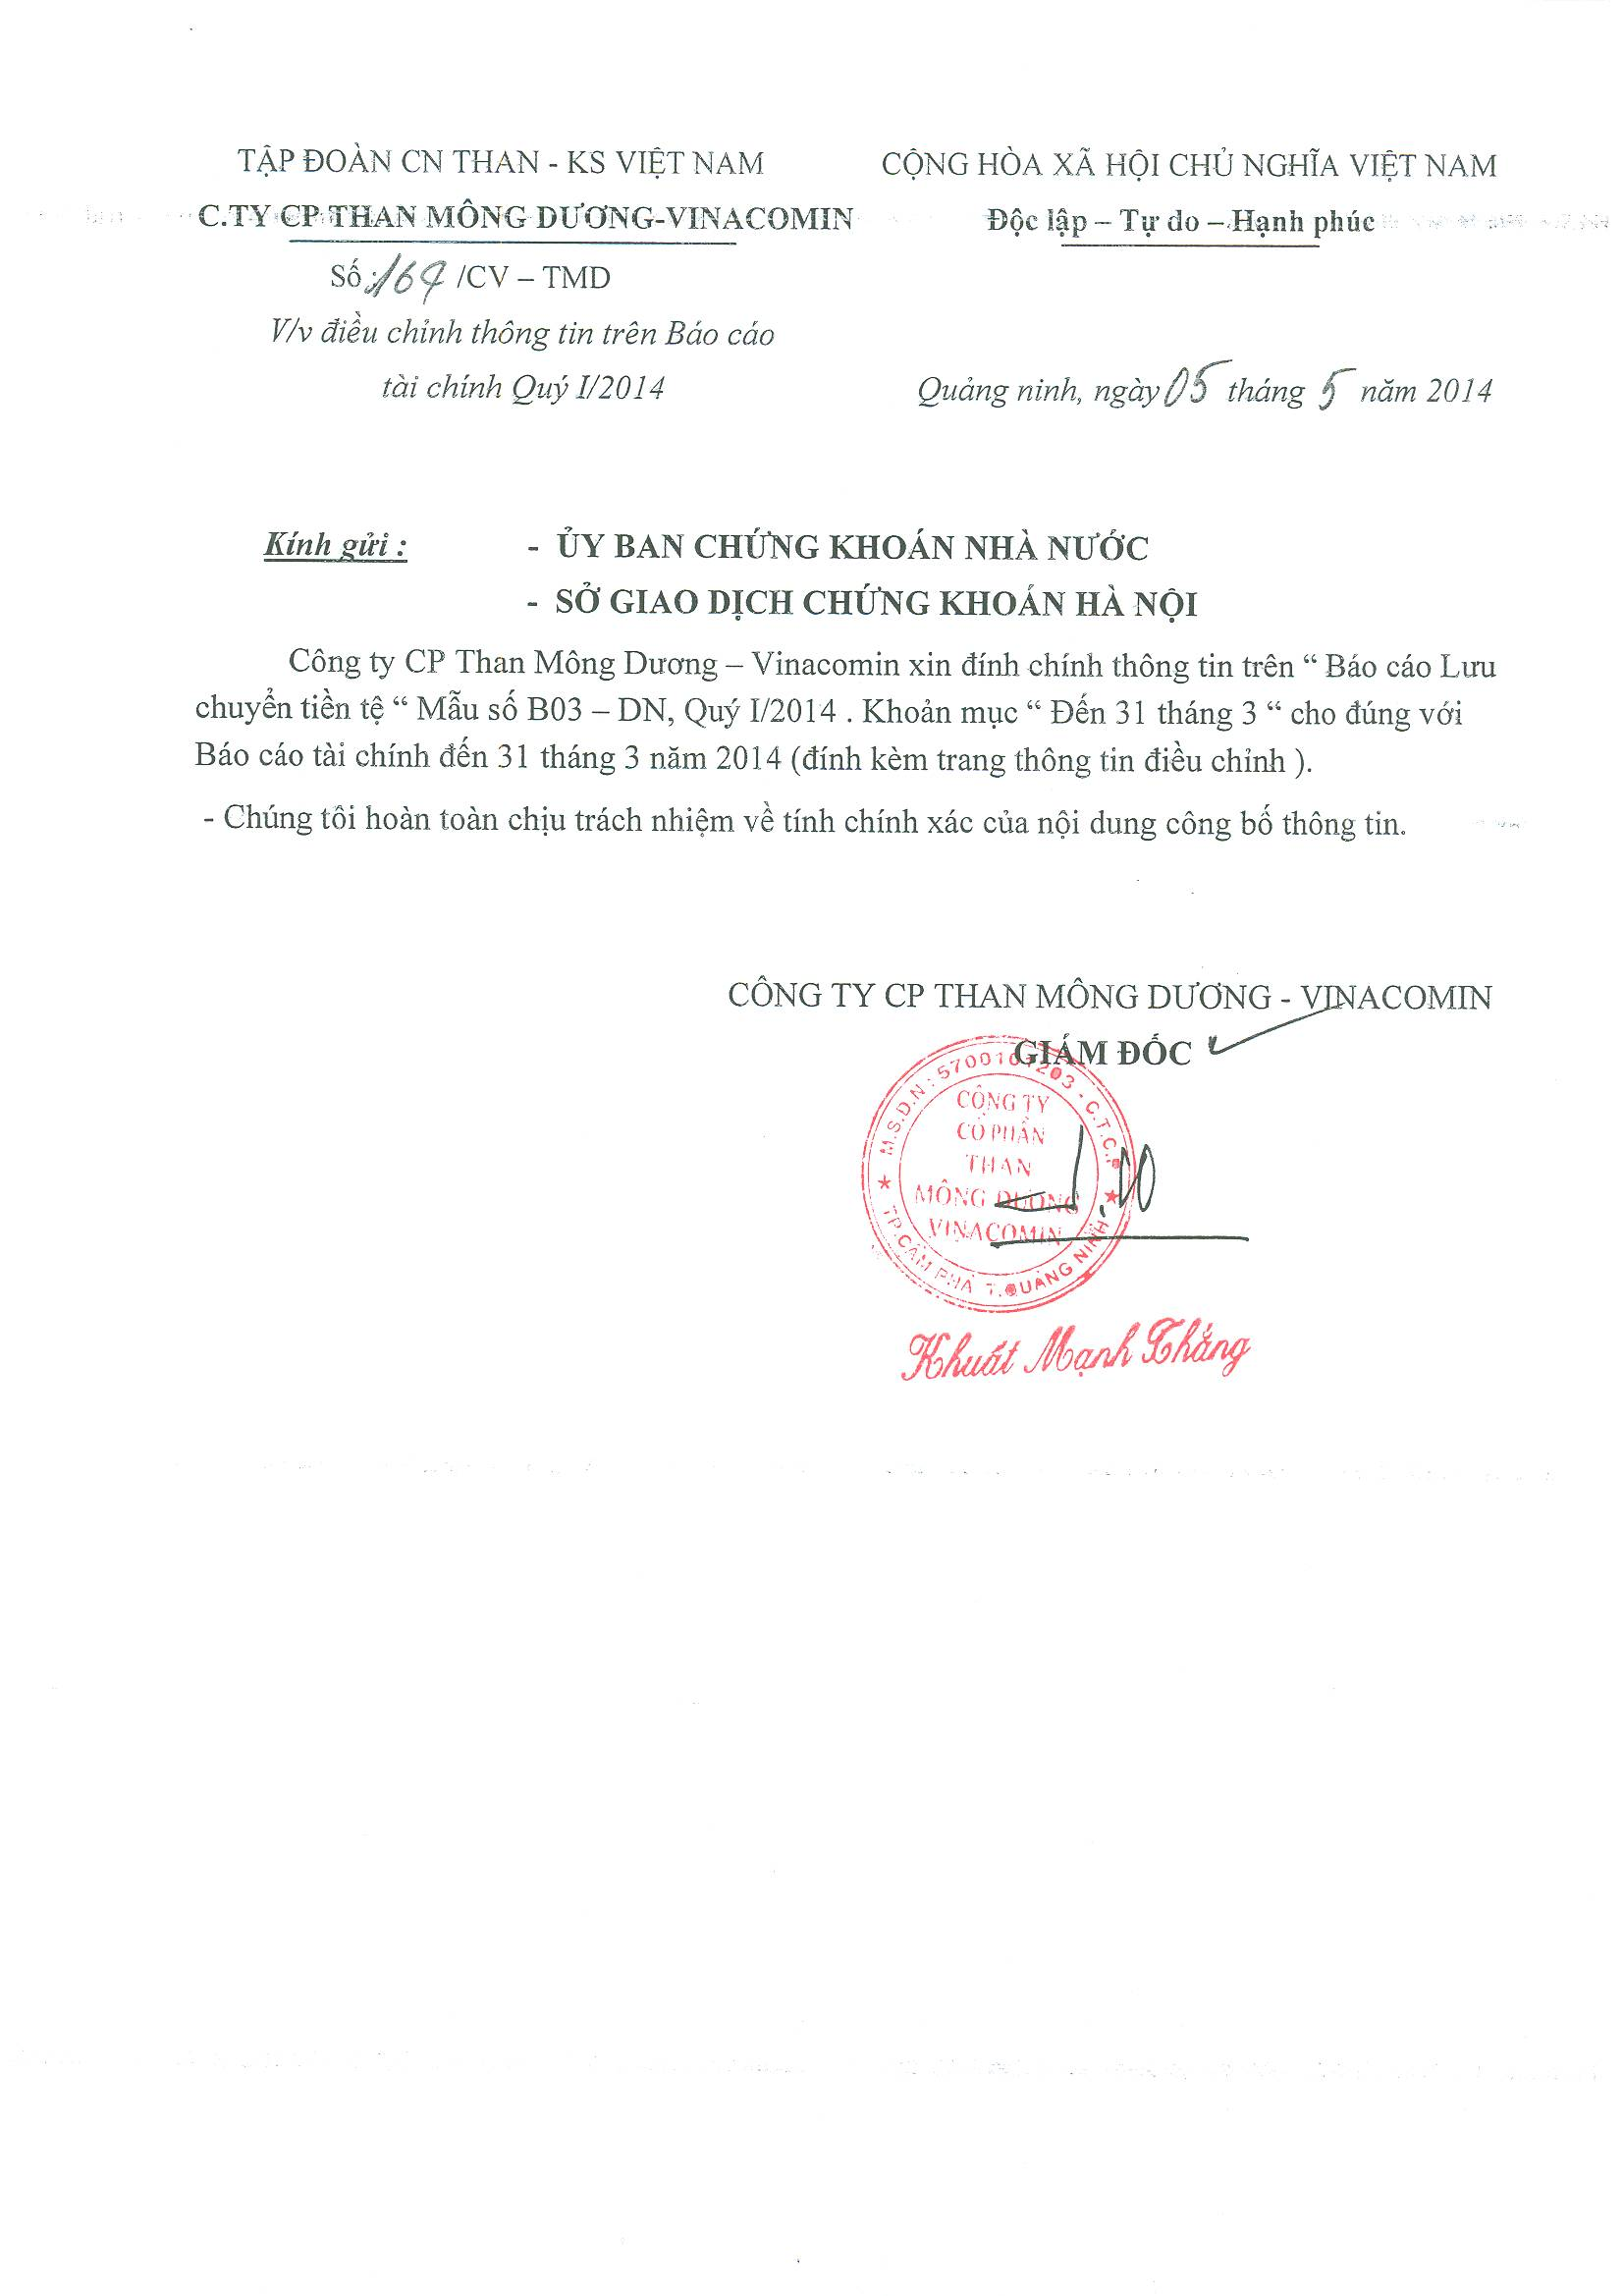 TẬP ĐOÀN CN THAN - KS VIỆT NAM
C.TY CP THAN MÔNG DƯƠNG-VINACOMIN
CỘNG HÒA XÃ HỘI CHỦ NGHĨA VIỆT NAM
Độc lập – Tự do – Hạnh phúc
Số : 169 /CV – TMD
V/v điều chỉnh thông tin trên Báo cáo
tài chính Quý I/2014
Quảng ninh, ngày 05 tháng 5 năm 2014
Kính gửi :
- ỦY BAN CHỨNG KHOÁN NHÀ NƯỚC
- SỞ GIAO DỊCH CHỨNG KHOÁN HÀ NỘI
Công ty CP Than Mông Dương – Vinacomin xin đính chính thông tin trên “ Báo cáo Lưu
chuyển tiền tệ “ Mẫu số B03 – DN, Quý I/2014 . Khoản mục “ Đến 31 tháng 3 “ cho đúng với
Báo cáo tài chính đến 31 tháng 3 năm 2014 (đính kèm trang thông tin điều chỉnh ).
- Chúng tôi hoàn toàn chịu trách nhiệm về tính chính xác của nội dung công bố thông tin.
CÔNG TY CP THAN MÔNG DƯƠNG - VINACOMIN
GIÁM ĐỐC
M.S.D.N : 5700101203 - C.T.C.P
CÔNG TY
CỔ PHẦN
THAN
MÔNG DƯƠNG
VINACOMIN
TP.CẨM PHẢ T.QUẢNG NINH
Khuất Mạnh Thắng